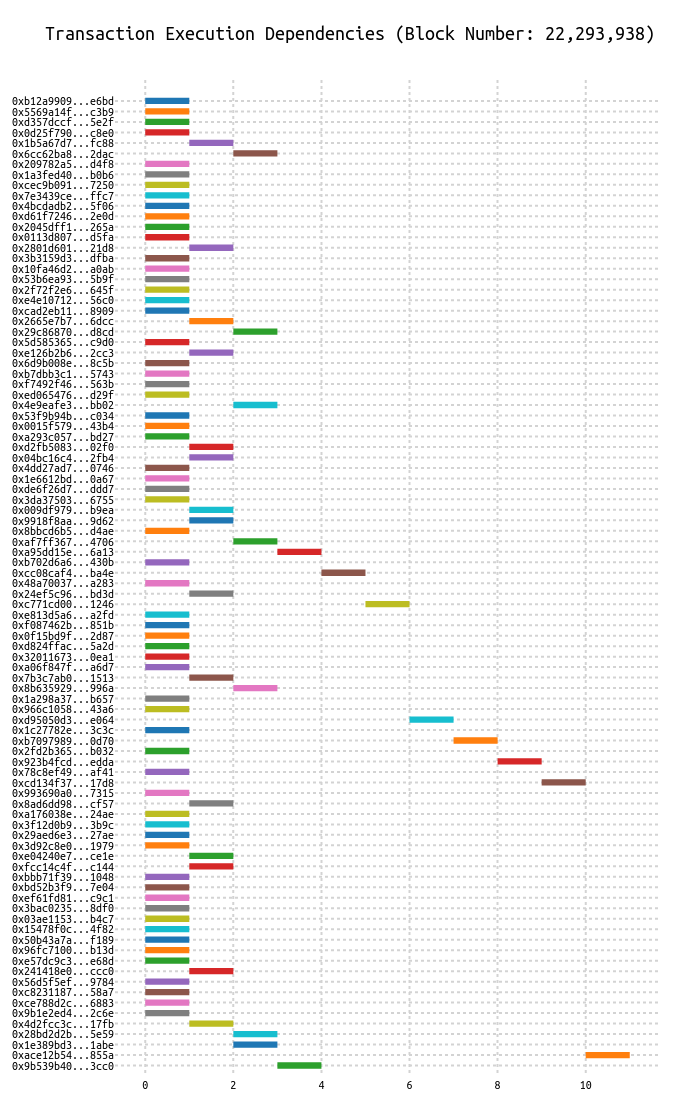 Transaction Execution Dependencies (Block Number: 22,293,938)
0xb12a9909...e6bd
0x5569a14f...c3b9
0xd357dccf...5e2f
0x0d25f790...c8e0
0x1b5a67d7...fc88
0x6cc62ba8...2dac
0x209782a5...d4f8
0x1a3fed40...b0b6
0xcec9b091...7250
0x7e3439ce...ffc7
0x4bcdadb2...5f06
0xd61f7246...2e0d
0x2045dff1...265a
0x0113d807...d5fa
0x2801d601...21d8
0x3b3159d3...dfba
0x10fa46d2...a0ab
0x53b6ea93...5b9f
0x2f72f2e6...645f
0xe4e10712...56c0
0xcad2eb11...8909
0x2665e7b7...6dcc
0x29c86870...d8cd
0x5d585365...c9d0
0xe126b2b6...2cc3
0x6d9b008e...8c5b
0xb7dbb3c1...5743
0xf7492f46...563b
0xed065476...d29f
0x4e9eafe3...bb02
0x53f9b94b...c034
0x0015f579...43b4
0xa293c057...bd27
0xd2fb5083...02f0
0x04bc16c4...2fb4
0x4dd27ad7...0746
0x1e6612bd...0a67
0xde6f26d7...ddd7
0x3da37503...6755
0x009df979...b9ea
0x9918f8aa...9d62
0x8bbcd6b5...d4ae
0xaf7ff367...4706
0xa95dd15e...6a13
0xb702d6a6...430b
0xcc08caf4...ba4e
0x48a70037...a283
0x24ef5c96...bd3d
0xc771cd00...1246
0xe813d5a6...a2fd
0xf087462b...851b
0x0f15bd9f...2d87
0xd824ffac...5a2d
0x32011673...0ea1
0xa06f847f...a6d7
0x7b3c7ab0...1513
0x8b635929...996a
0x1a298a37...b657
0x966c1058...43a6
0xd95050d3...e064
0x1c27782e...3c3c
0xb7097989...0d70
0x2fd2b365...b032
0x923b4fcd...edda
0x78c8ef49...af41
0xcd134f37...17d8
0x993690a0...7315
0x8ad6dd98...cf57
0xa176038e...24ae
0x3f12d0b9...3b9c
0x29aed6e3...27ae
0x3d92c8e0...1979
0xe04240e7...ce1e
0xfcc14c4f...c144
0xbbb71f39...1048
0xbd52b3f9...7e04
0xef61fd81...c9c1
0x3bac0235...8df0
0x03ae1153...b4c7
0x15478f0c...4f82
0x50b43a7a...f189
0x96fc7100...b13d
0xe57dc9c3...e68d
0x241418e0...ccc0
0x56d5f5ef...9784
0xc8231187...58a7
0xce788d2c...6883
0x9b1e2ed4...2c6e
0x4d2fcc3c...17fb
0x28bd2d2b...5e59
0x1e389bd3...1abe
0xace12b54...855a
0x9b539b40...3cc0
0 2 4 6 8 10